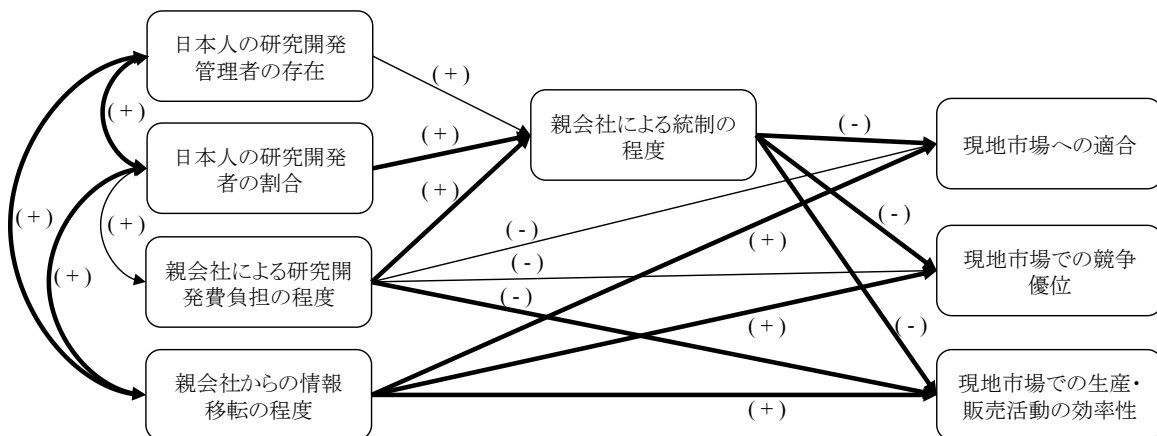 日本人の研究開発
管理者の存在
(+)
(+)
親会社による統制の
程度
(-)
現地市場への適合
日本人の研究開発
者の割合
(+)
(+)
(+)
(+)
(-)
(+)
(-)
親会社による研究開
発費負担の程度
(+)
(-)
(-)
(+)
(-)
現地市場での競争
優位
親会社からの情報
移転の程度
(+)
現地市場での生産・
販売活動の効率性